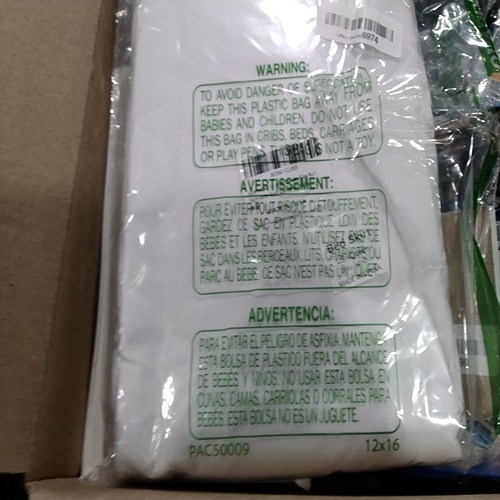 6974
WARNING:
TO AVOID DANGER OF
KEEP THIS PLASTIC BAG AWAY FROM
BABIES AND CHILDREN. DO NOT USE
THIS BAG IN CRIBS, BEDS, CARRIAGES
OR PLAY PENS. THIS BAG IS NOT A TOY.
AVERTISSEMENT:
POUR EVITER TOUT RISQUE D'ETOUFFEMENT,
GARDEZ CE SAC EN PLASTIQUE LOIN DES
BEBES ET LES ENFANTS. N'UTILISEZ PAS CE
SAC DANS LES BERCEAUX, LITS, OU
PARC AU BEBE. CE SAC N'EST PAS UN JOUET.
ADVERTENCIA:
PARA EVITAR EL PELIGRO DE ASFIXIA. MANTENGA
ESTA BOLSA DE PLASTICO FUERA DEL ALCANCE
DE BEBES Y NINOS. NO USAR ESTA BOLSA EN
CUNAS, CAMAS, CARRIOLAS O CORRALES PARA
BEBES. ESTA BOLSA NO ES UN JUGUETE.
PAC50009 12x16